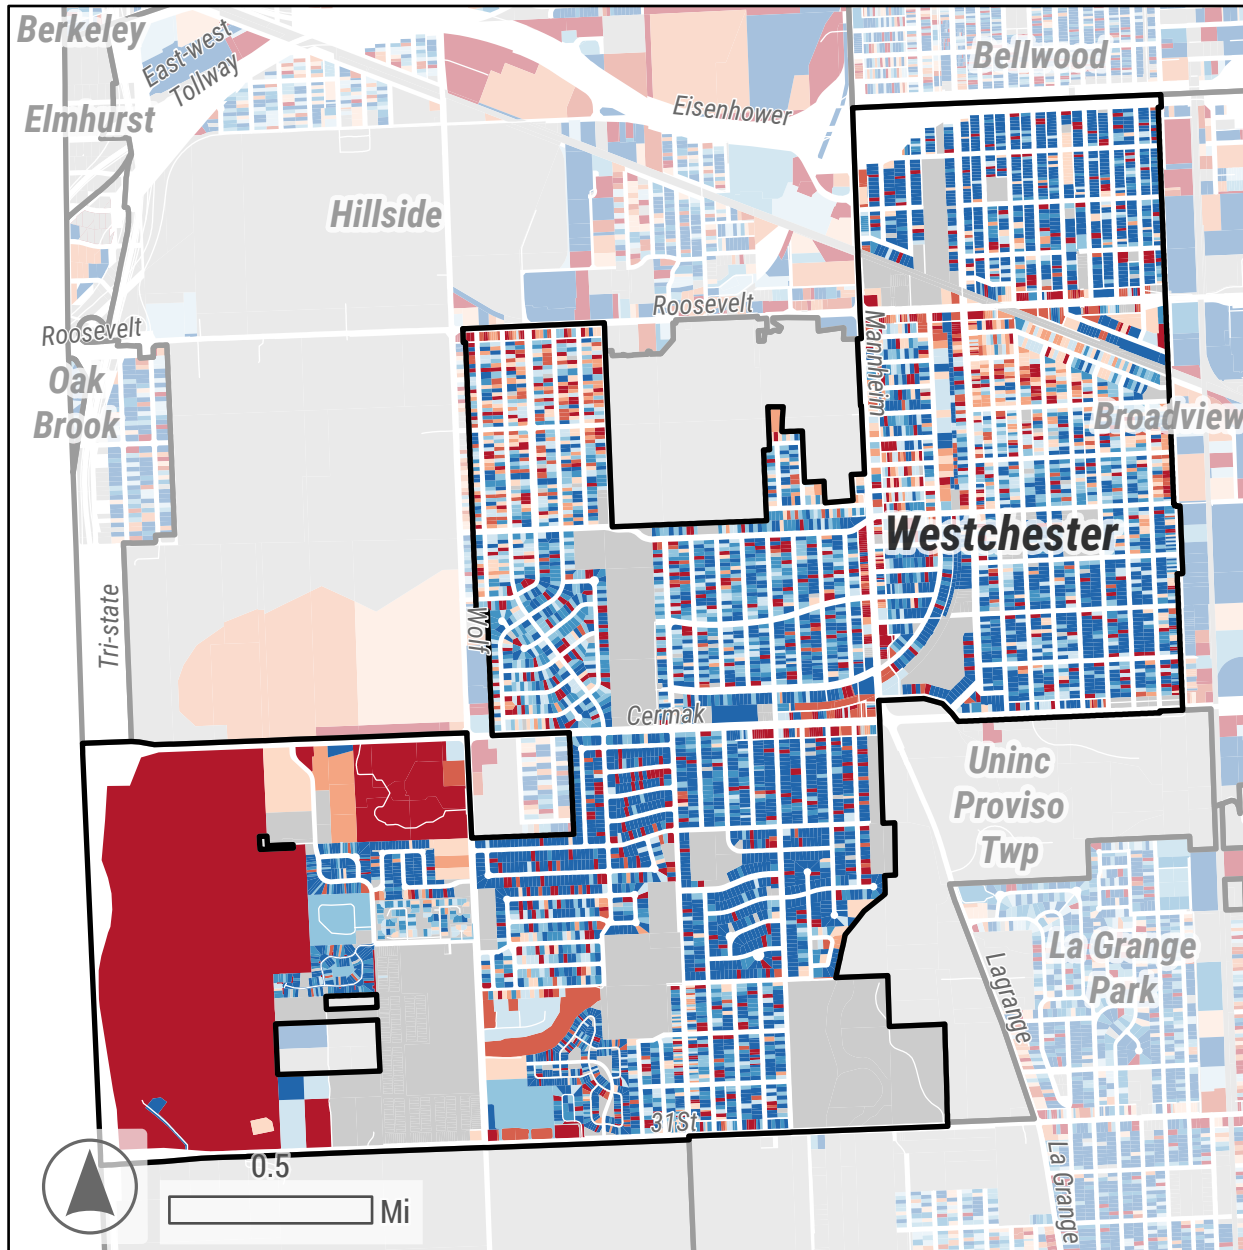 Berkeley
East-west
Tollway
Bellwood
Elmhurst
Eisenhower
Hillside
Roosevelt
Roosevelt
Mannheim
Oak
Brook
Broadview
Westchester
Tri-state
Wolf
Cermak
Uninc
Proviso
Twp
La Grange
Park
Lagrange
31St
La Grange
0.5
Mi